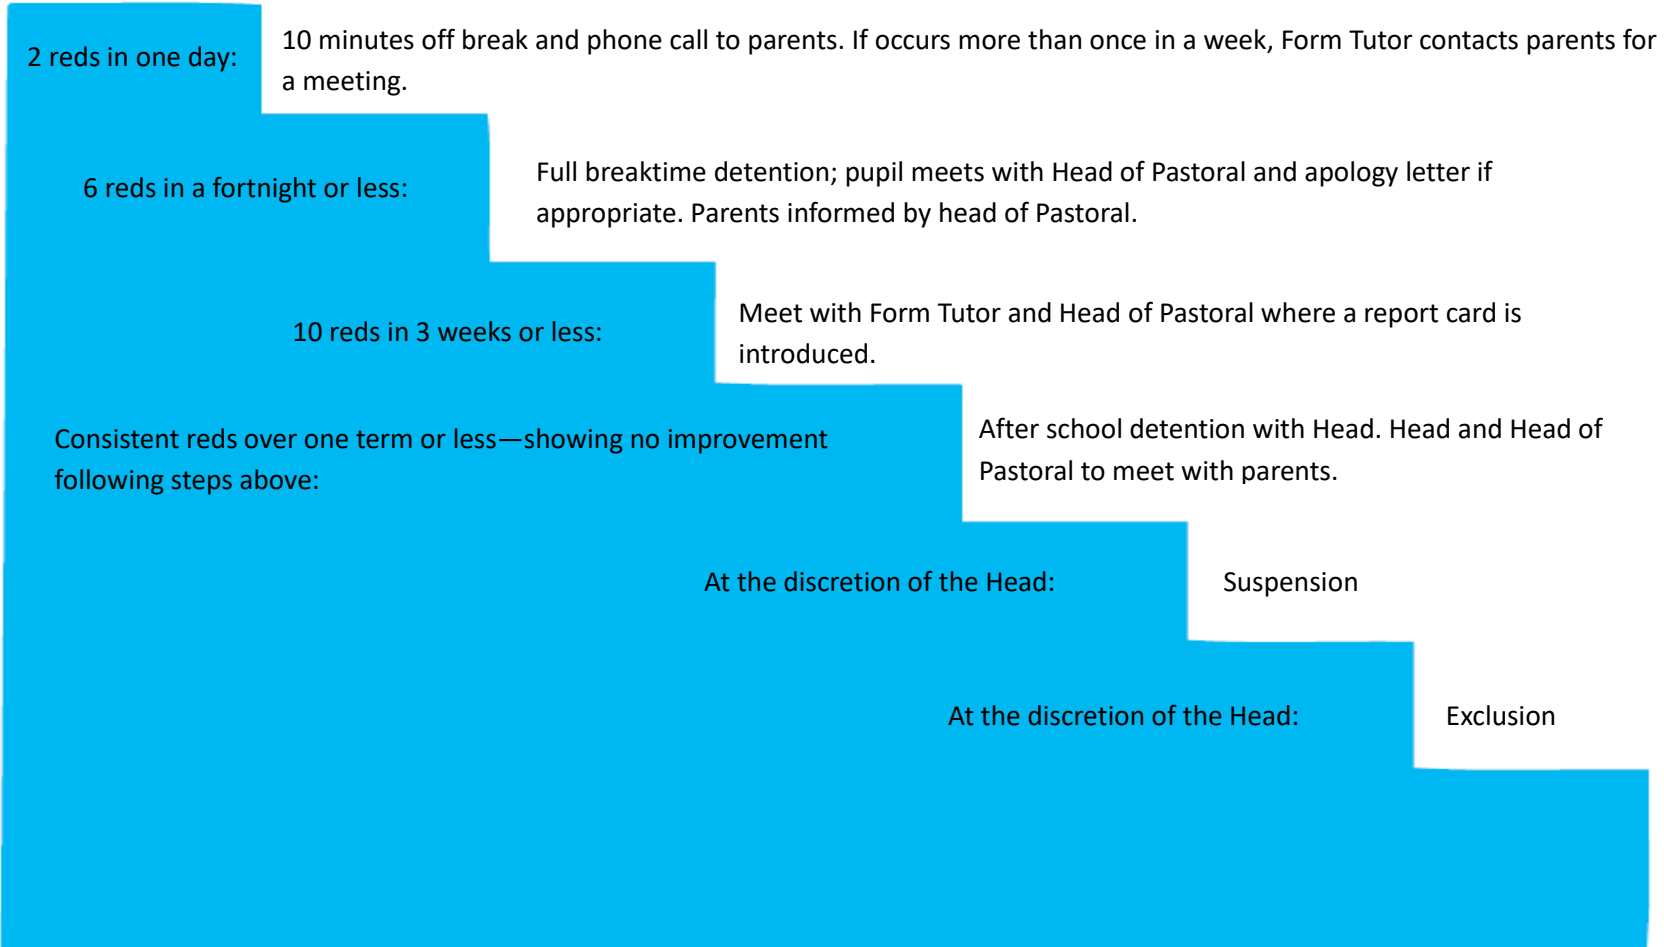 2 reds in one day:
10 minutes off break and phone call to parents. If occurs more than once in a week, Form Tutor contacts parents for
a meeting.
6 reds in a fortnight or less:
Full breaktime detention; pupil meets with Head of Pastoral and apology letter if
appropriate. Parents informed by head of Pastoral.
10 reds in 3 weeks or less:
Meet with Form Tutor and Head of Pastoral where a report card is
introduced.
Consistent reds over one term or less—showing no improvement
following steps above:
After school detention with Head. Head and Head of
Pastoral to meet with parents.
At the discretion of the Head:
Suspension
At the discretion of the Head:
Exclusion